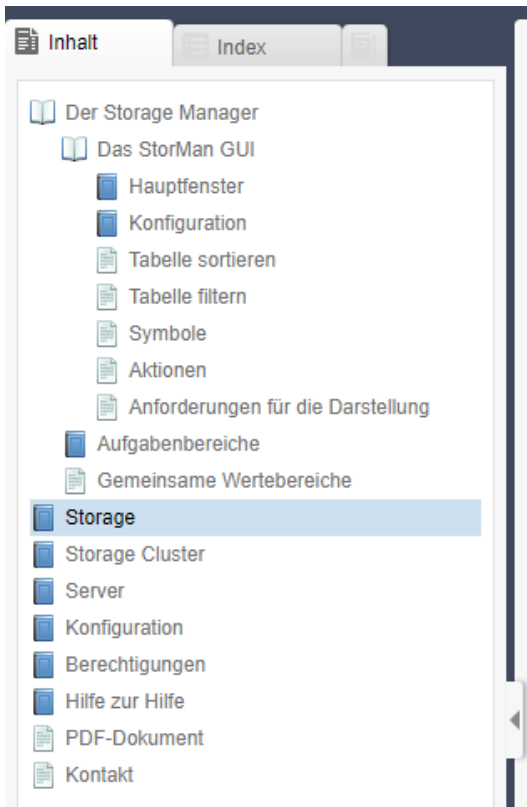 Inhalt
Index
Der Storage Manager
Das StorMan GUI
Hauptfenster
Konfiguration
Tabelle sortieren
Tabelle filtern
Symbole
Aktionen
Anforderungen für die Darstellung
Aufgabenbereiche
Gemeinsame Wertebereiche
Storage
Storage Cluster
Server
Konfiguration
Berechtigungen
Hilfe zur Hilfe
PDF-Dokument
Kontakt